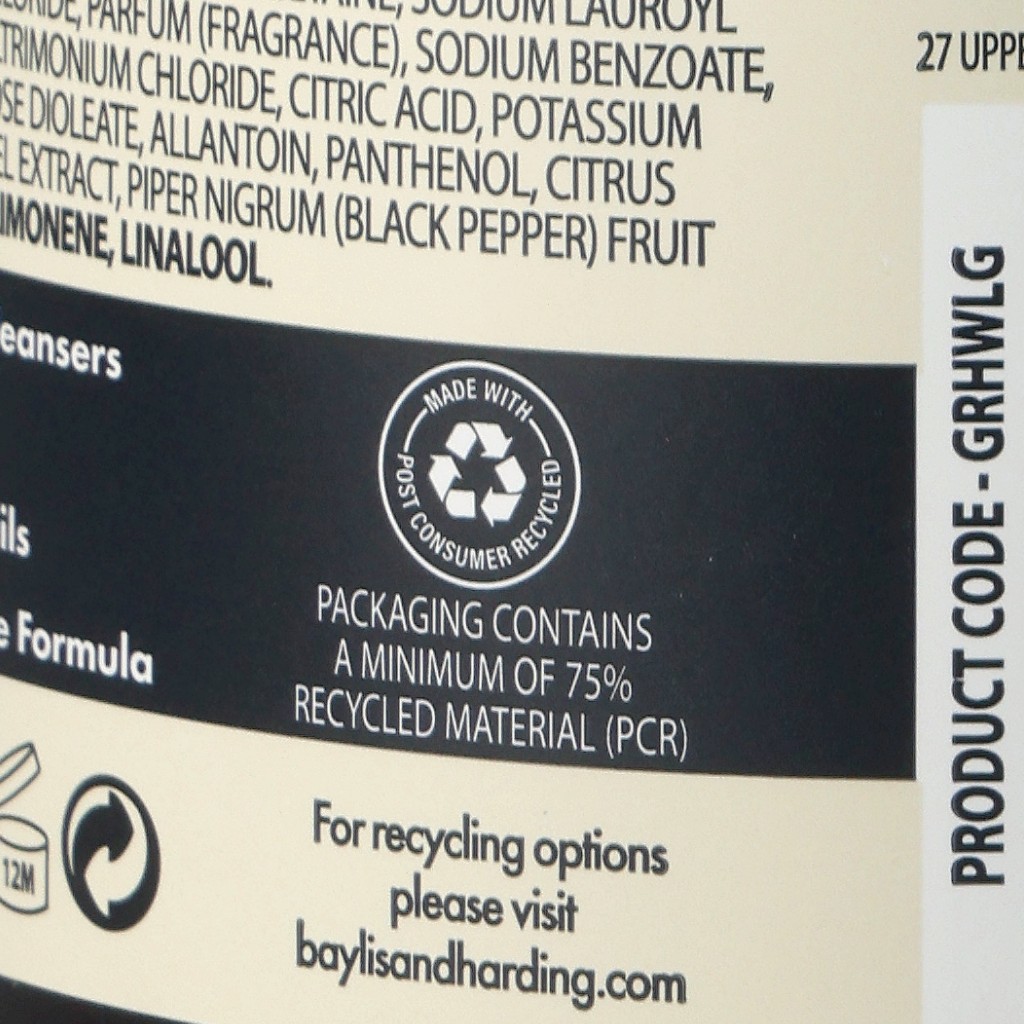 SODIUM LAUROYL
PARFUM (FRAGRANCE), SODIUM BENZOATE,
CHLORIDE, CITRIC ACID, POTASSIUM
DIOLEATE, ALLANTOIN, PANTHENOL, CITRUS
EXTRACT, PIPER NIGRUM (BLACK PEPPER) FRUIT
LINALOOL.
eansers
ils
Formula
MADE WITH
POST CONSUMER RECYCLED
PACKAGING CONTAINS
A MINIMUM OF 75%
RECYCLED MATERIAL (PCR)
12M
For recycling options
please visit
baylisandharding.com
27 UPPE
PRODUCT CODE - GRHWLG